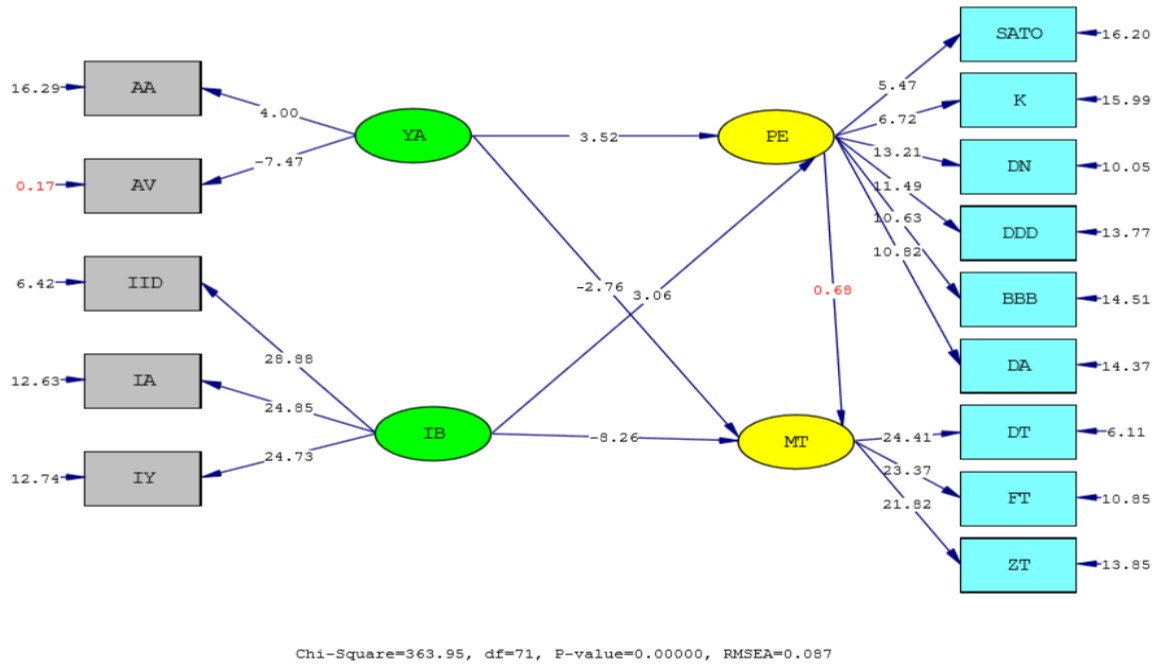 SATO
16.20
16.29
AA
5.47
K
15.99
4.00
6.72
YA
3.52
PE
13.21
DN
10.05
-7.47
0.17
AV
11.49
10.63
DDD
13.77
10.82
6.42
IID
-2.76
3.06
0.68
BBB
14.51
28.88
12.63
IA
DA
14.37
24.85
IB
-8.26
MT
24.41
DT
6.11
24.73
12.74
IY
23.37
FT
10.85
21.82
ZT
13.85
Chi-Square=363.95, df=71, P-value=0.00000, RMSEA=0.087